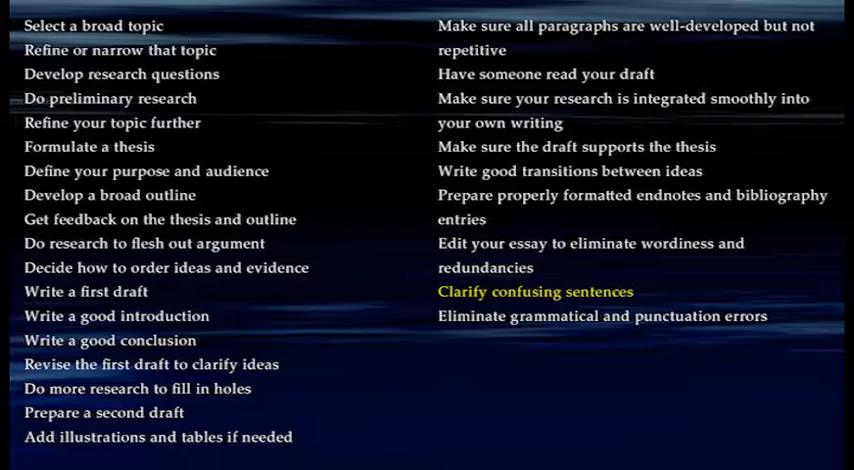 Select a broad topic
Refine or narrow that topic
Develop research questions
Do preliminary research
Refine your topic further
Formulate a thesis
Define your purpose and audience
Develop a broad outline
Get feedback on the thesis and outline
Do research to flesh out argument
Decide how to order ideas and evidence
Write a first draft
Write a good introduction
Write a good conclusion
Revise the first draft to clarify ideas
Do more research to fill in holes
Prepare a second draft
Add illustrations and tables if needed
Make sure all paragraphs are well-developed but not
repetitive
Have someone read your draft
Make sure your research is integrated smoothly into
your own writing
Make sure the draft supports the thesis
Write good transitions between ideas
Prepare properly formatted endnotes and bibliography
entries
Edit your essay to eliminate wordiness and
redundancies
Clarify confusing sentences
Eliminate grammatical and punctuation errors